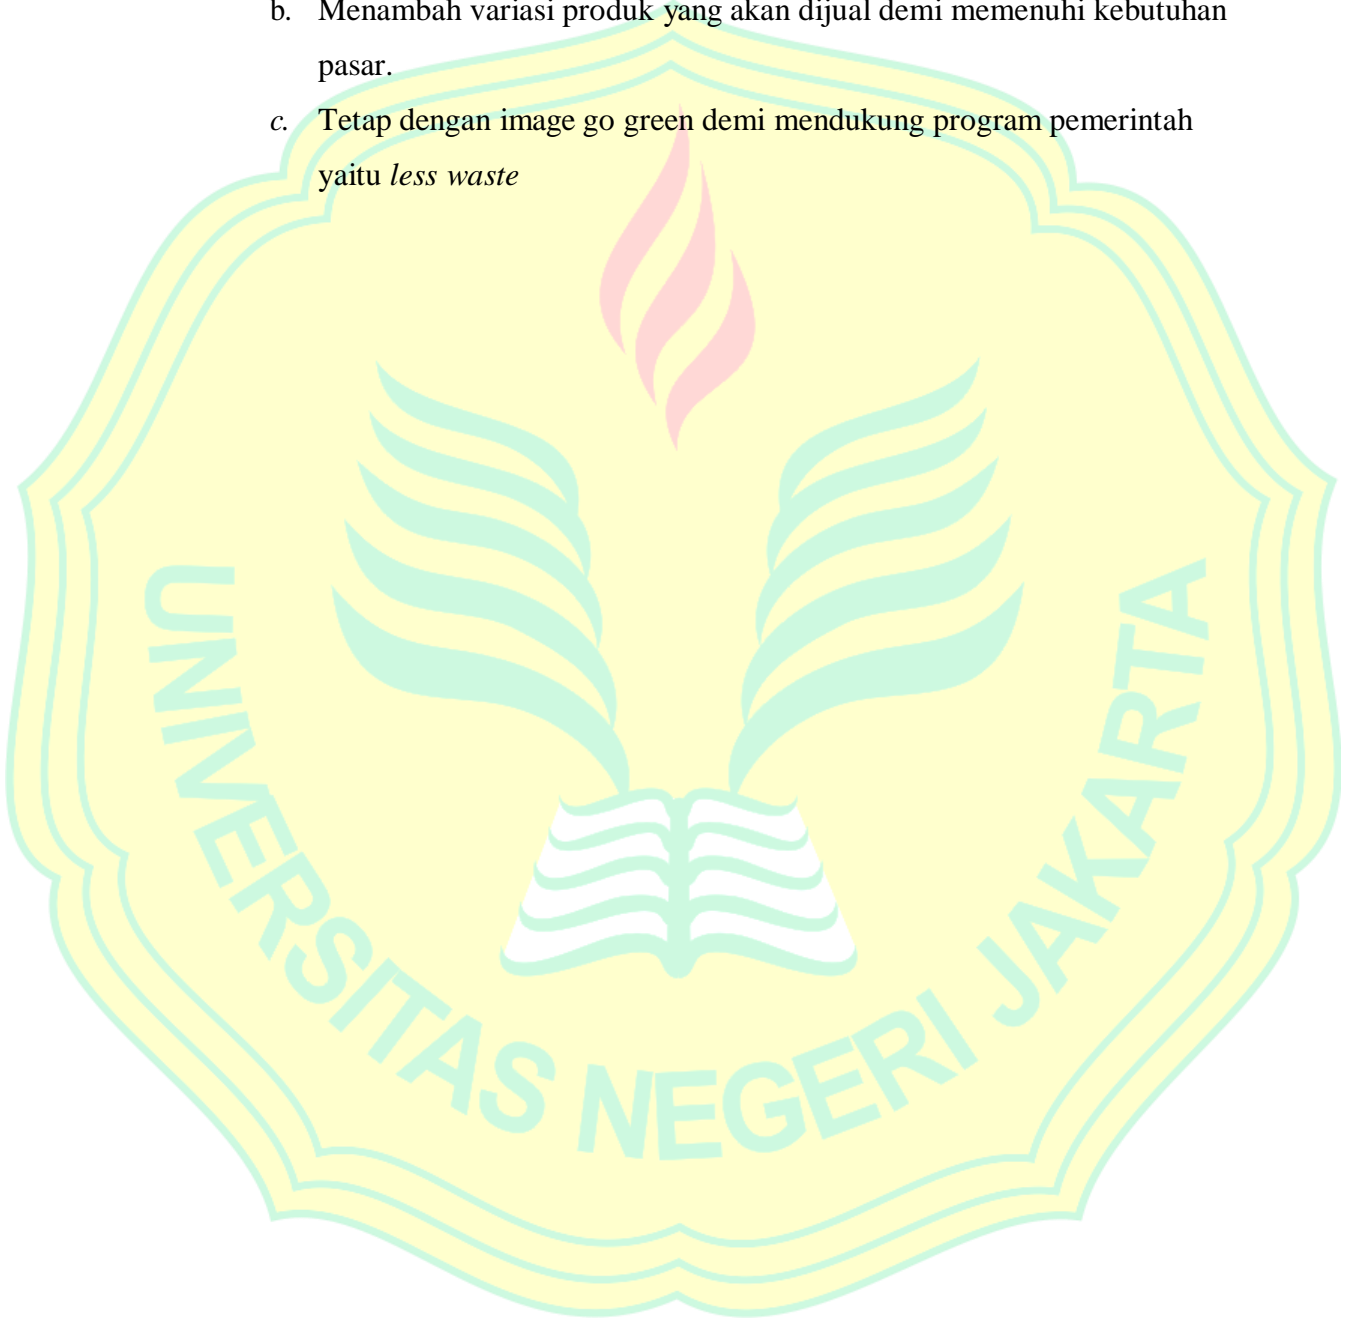 b. Menambah variasi produk yang akan dijual demi memenuhi kebutuhan
pasar.
c. Tetap dengan image go green demi mendukung program pemerintah
yaitu less waste
UNIVERSITAS NEGERI JAKARTA